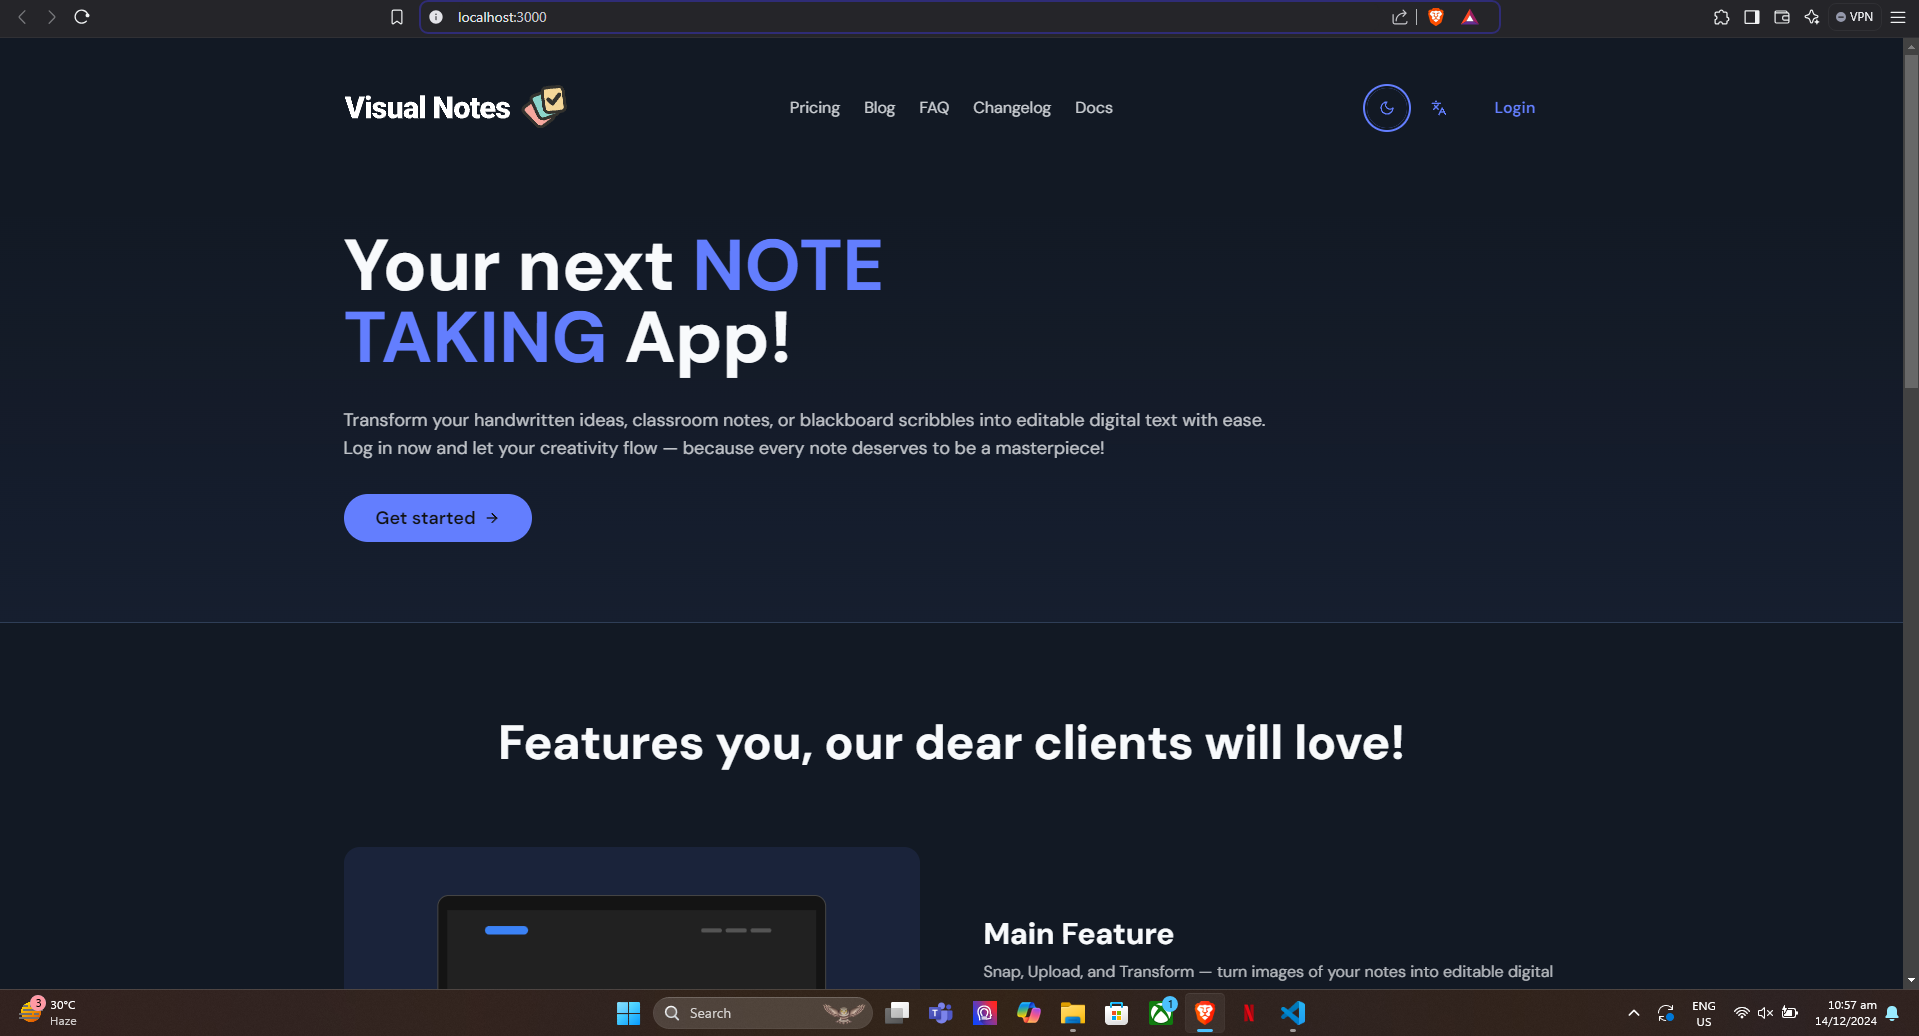 localhost:3000
VPN
Visual Notes
Pricing
Blog
FAQ
Changelog
Docs
Login
Your next NOTE
TAKING App!
Transform your handwritten ideas, classroom notes, or blackboard scribbles into editable digital text with ease.
Log in now and let your creativity flow — because every note deserves to be a masterpiece!
Get started →
Features you, our dear clients will love!
Main Feature
Snap, Upload, and Transform — turn images of your notes into editable digital
3
30°C
Haze
Search
1
ENG
US
10:57 am
14/12/2024